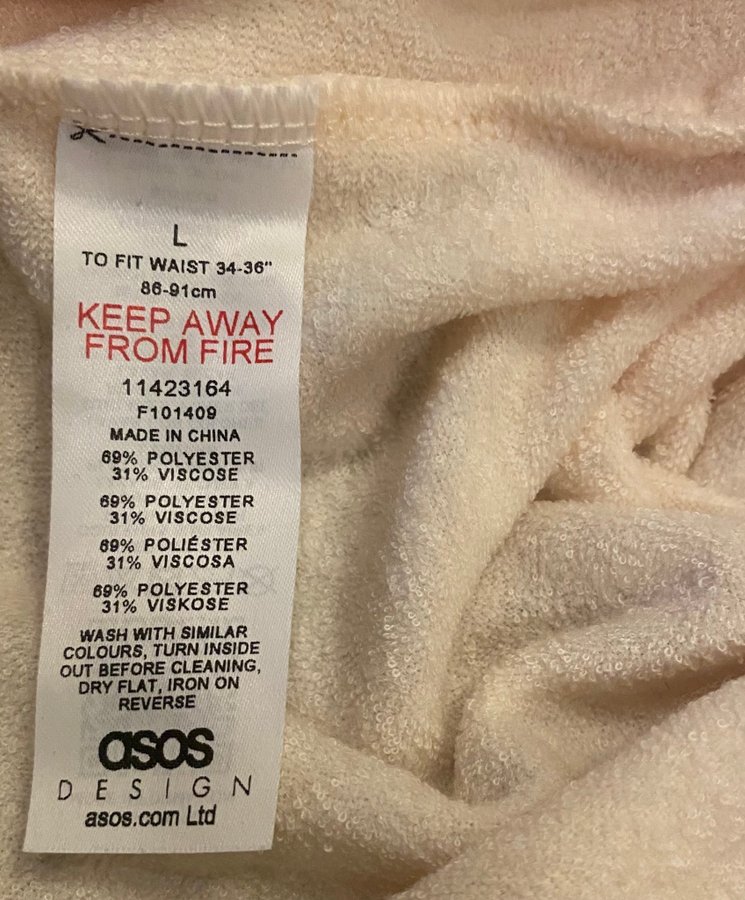 L
TO FIT WAIST 34-36"
86-91cm
KEEP AWAY
FROM FIRE
11423164
F101409
MADE IN CHINA
69% POLYESTER
31% VISCOSE
69% POLYESTER
31% VISCOSE
69% POLIÉSTER
31% VISCOSA
69% POLYESTER
31% VISKOSE
WASH WITH SIMILAR
COLOURS, TURN INSIDE
OUT BEFORE CLEANING,
DRY FLAT, IRON ON
REVERSE
asos
DESIGN
asos.com Ltd